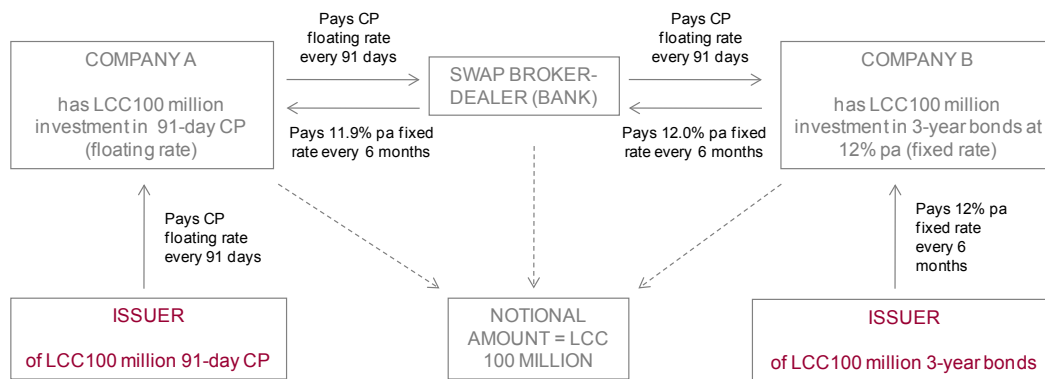 Pays CP
floating rate
every 91 days
Pays CP
floating rate
every 91 days
COMPANY A
has LCC100 million
investment in 91-day CP
(floating rate)
SWAP BROKER-
DEALER (BANK)
COMPANY B
has LCC100 million
investment in 3-year bonds at
12% pa (fixed rate)
Pays 11.9% pa fixed
rate every 6 months
Pays 12.0% pa fixed
rate every 6 months
Pays CP
floating rate
every 91 days
Pays 12% pa
fixed rate
every 6
months
ISSUER
of LCC100 million 91-day CP
NOTIONAL
AMOUNT = LCC
100 MILLION
ISSUER
of LCC100 million 3-year bonds